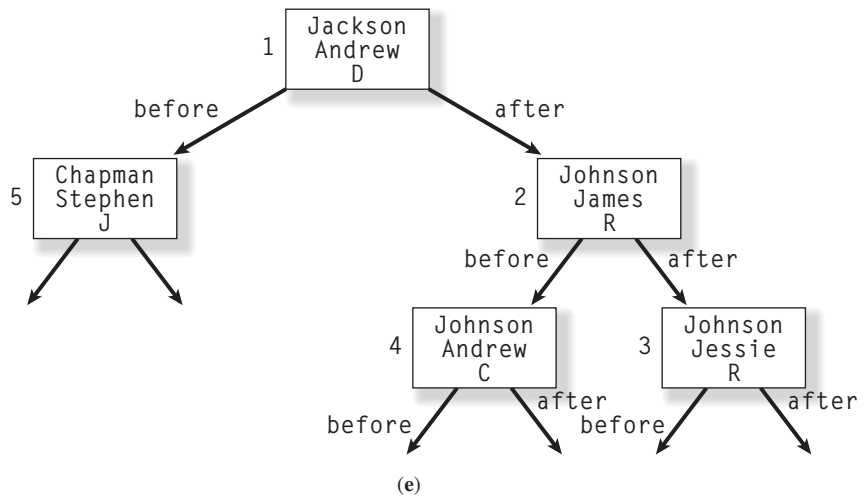 Jackson
Andrew
D
1
before
after
Chapman
Stephen
J
5
Johnson
James
R
2
before
after
Johnson
Andrew
C
4
Johnson
Jessie
R
3
before
after
before
after
(e)